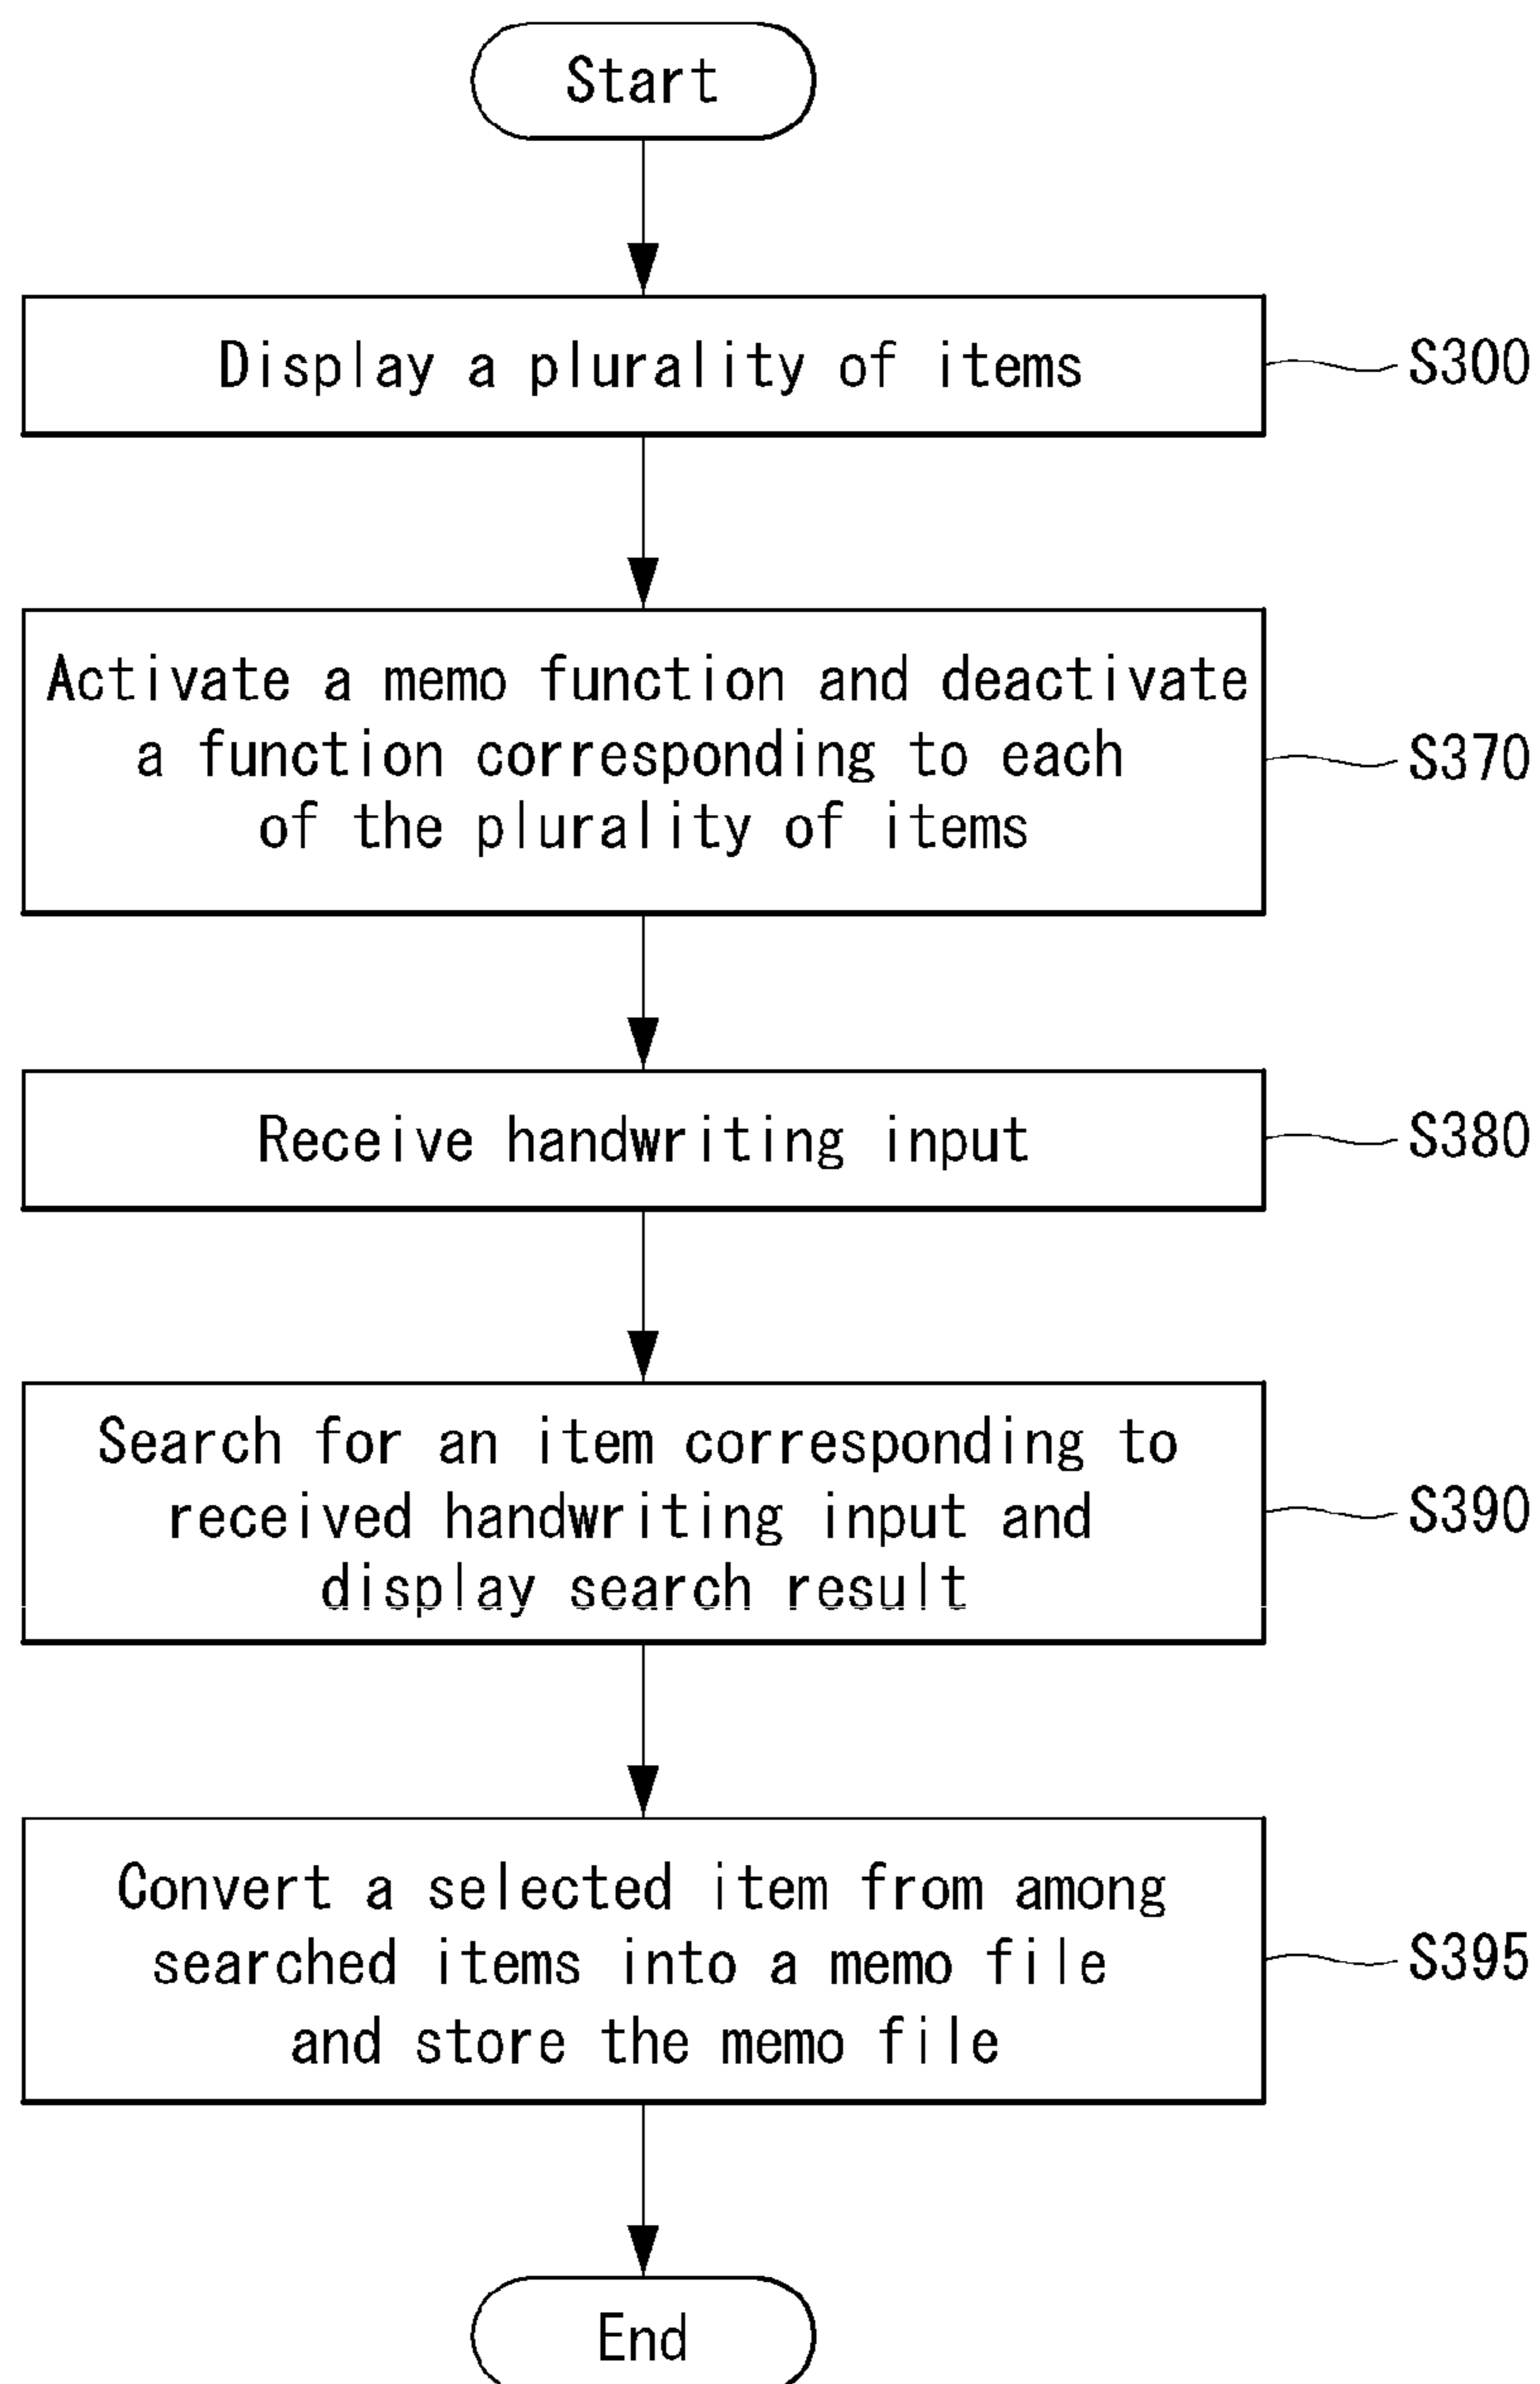 Start
Display a plurality of items
S300
Activate a memo function and deactivate
a function corresponding to each
of the plurality of items
S370
Receive handwriting input
S380
Search for an item corresponding to
received handwriting input and
display search result
S390
Convert a selected item from among
searched items into a memo file
and store the memo file
S395
End